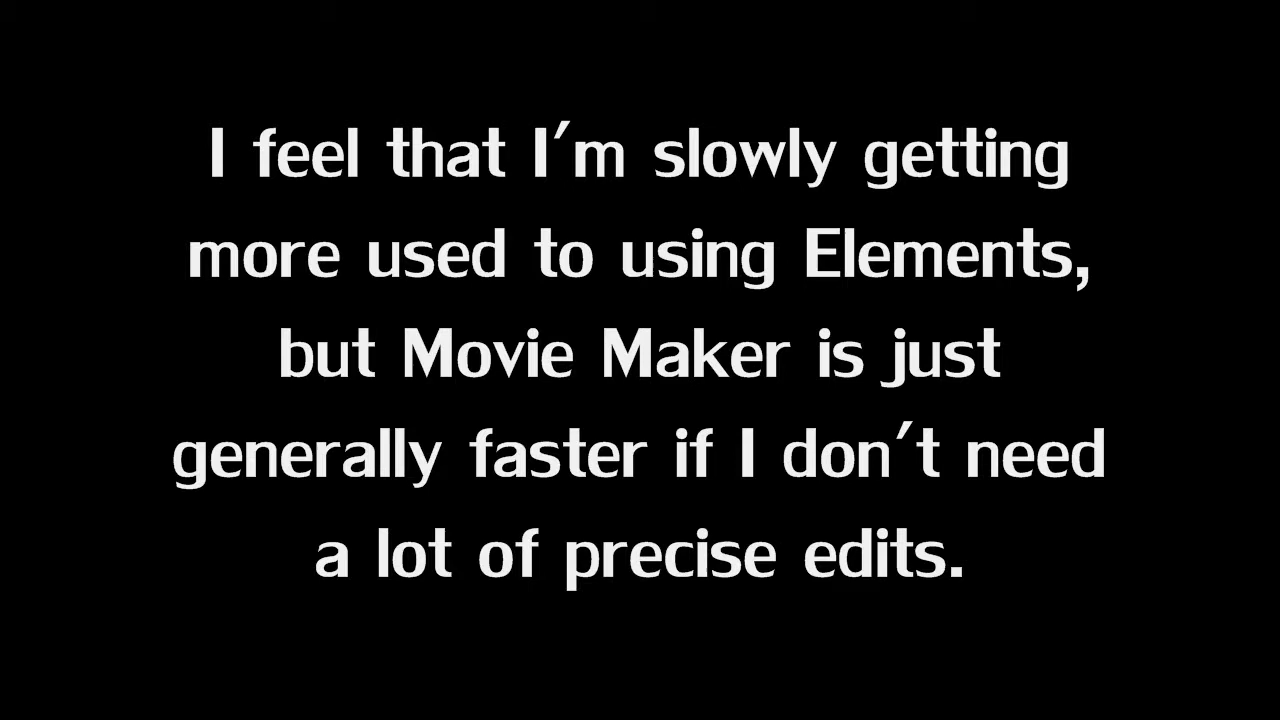 I feel that I'm slowly getting
more used to using Elements,
but Movie Maker is just
generally faster if I don't need
a lot of precise edits.